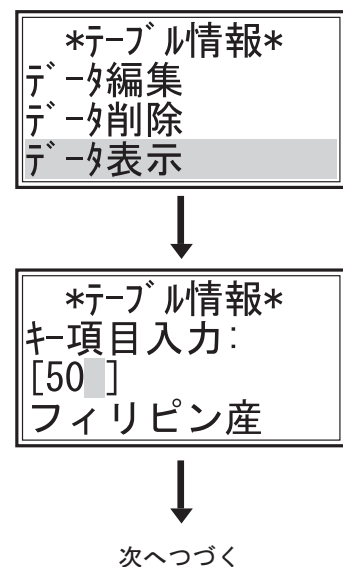 *ﾃｰﾌﾞﾙ情報*
ﾃﾞｰﾀ編集
ﾃﾞｰﾀ削除
ﾃﾞｰﾀ表示
*ﾃｰﾌﾞﾙ情報*
ｷｰ項目入力:
[50 ]
フィリピン産
次へつづく